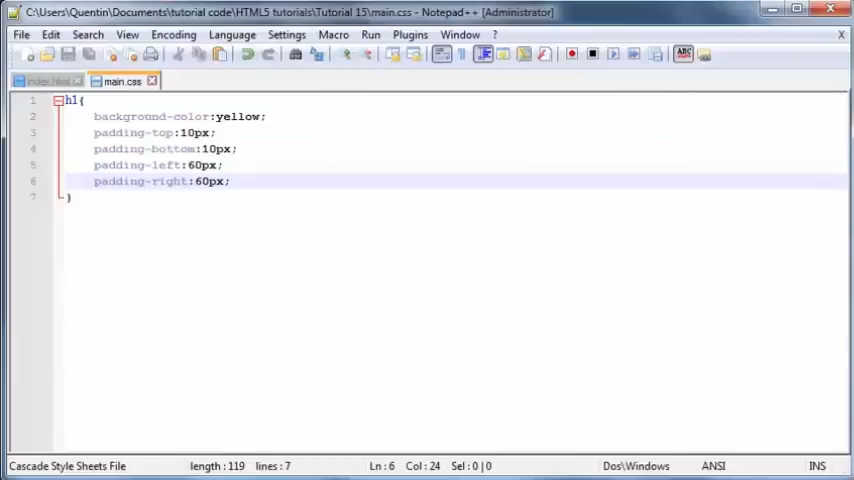 C:\Users\Quentin\Documents\tutorial code\HTML5 tutorials\Tutorial 15\main.css - Notepad++ [Administrator]
File Edit Search View Encoding Language Settings Macro Run Plugins Window ? X
index.html main.css
1 h1{
2 background-color:yellow;
3 padding-top:10px;
4 padding-bottom:10px;
5 padding-left:60px;
6 padding-right:60px;
7 }
Cascade Style Sheets File length : 119 lines : 7 Ln : 6 Col : 24 Sel : 0 | 0 Dos\Windows ANSI INS